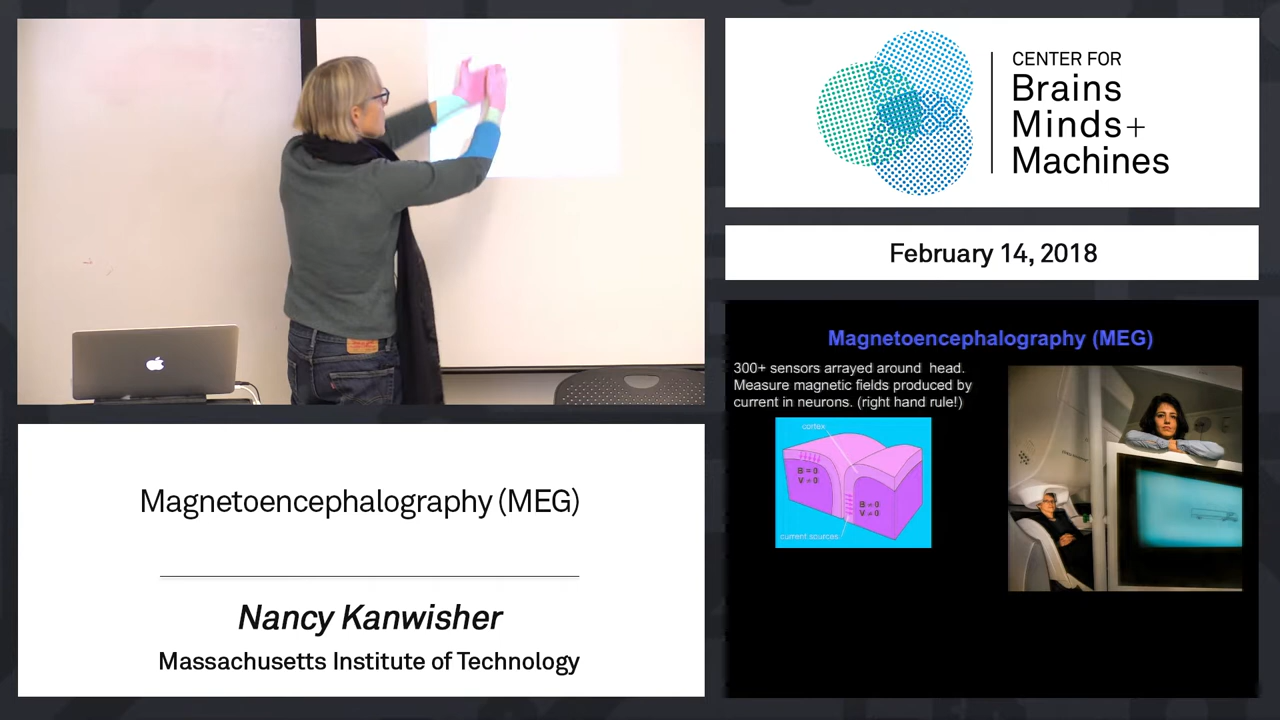 CENTER FOR
Brains
Minds+
Machines
February 14, 2018
Magnetoencephalography (MEG)
300+ sensors arrayed around head.
Measure magnetic fields produced by
current in neurons. (right hand rule!)
cortex
B = 0
V ≠ 0
B = 0
V ≠ 0
current sources
Magnetoencephalography (MEG)
Nancy Kanwisher
Massachusetts Institute of Technology